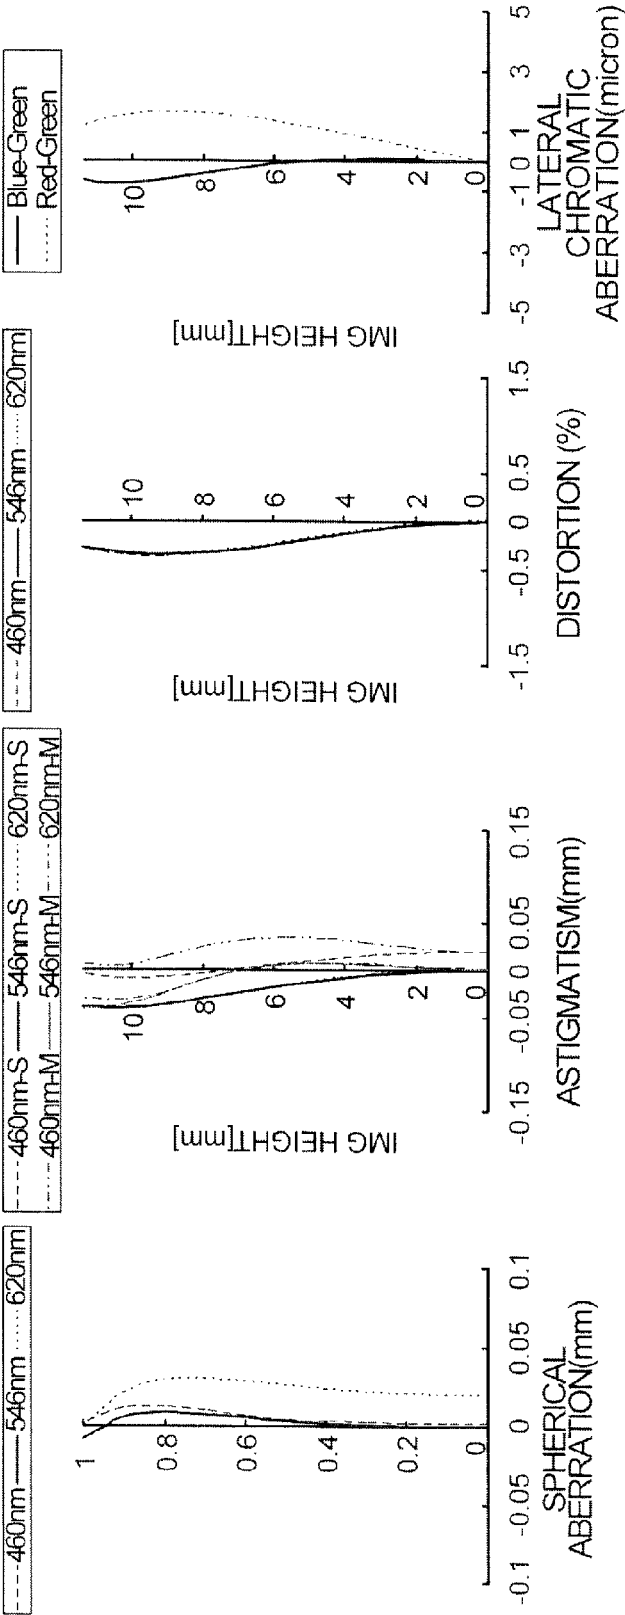 --- 460nm —— 546nm ······ 620nm
1
0.8
0.6
0.4
0.2
0
-0.1 -0.05 0 0.05 0.1
SPHERICAL
ABERRATION(mm)
--- 460nm-S —— 546nm-S ······ 620nm-S
-··- 460nm-M —— 546nm-M -·- 620nm-M
IMG HEIGHT[mm]
10
8
6
4
2
0
-0.15 -0.05 0 0.05 0.15
ASTIGMATISM(mm)
--- 460nm —— 546nm ······ 620nm
IMG HEIGHT[mm]
10
8
6
4
2
0
-1.5 -0.5 0 0.5 1.5
DISTORTION (%)
—— Blue-Green
······ Red-Green
IMG HEIGHT[mm]
10
8
6
4
2
0
-5 -3 -1 0 1 3 5
LATERAL
CHROMATIC
ABERRATION(micron)